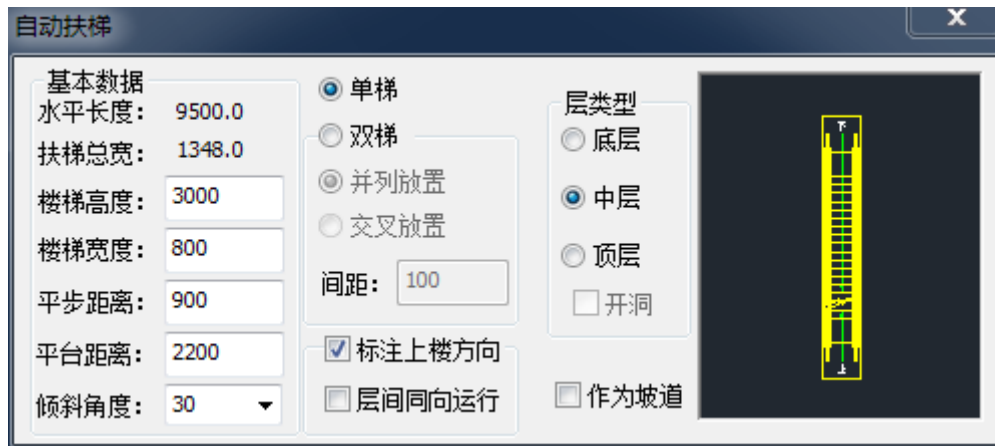 自动扶梯
X
基本数据
水平长度： 9500.0
扶梯总宽： 1348.0
楼梯高度： 3000
楼梯宽度： 800
平步距离： 900
平台距离： 2200
倾斜角度： 30
单梯
双梯
并列放置
交叉放置
间距： 100
标注上楼方向
层间同向运行
层类型
底层
中层
顶层
开洞
作为坡道
下
上